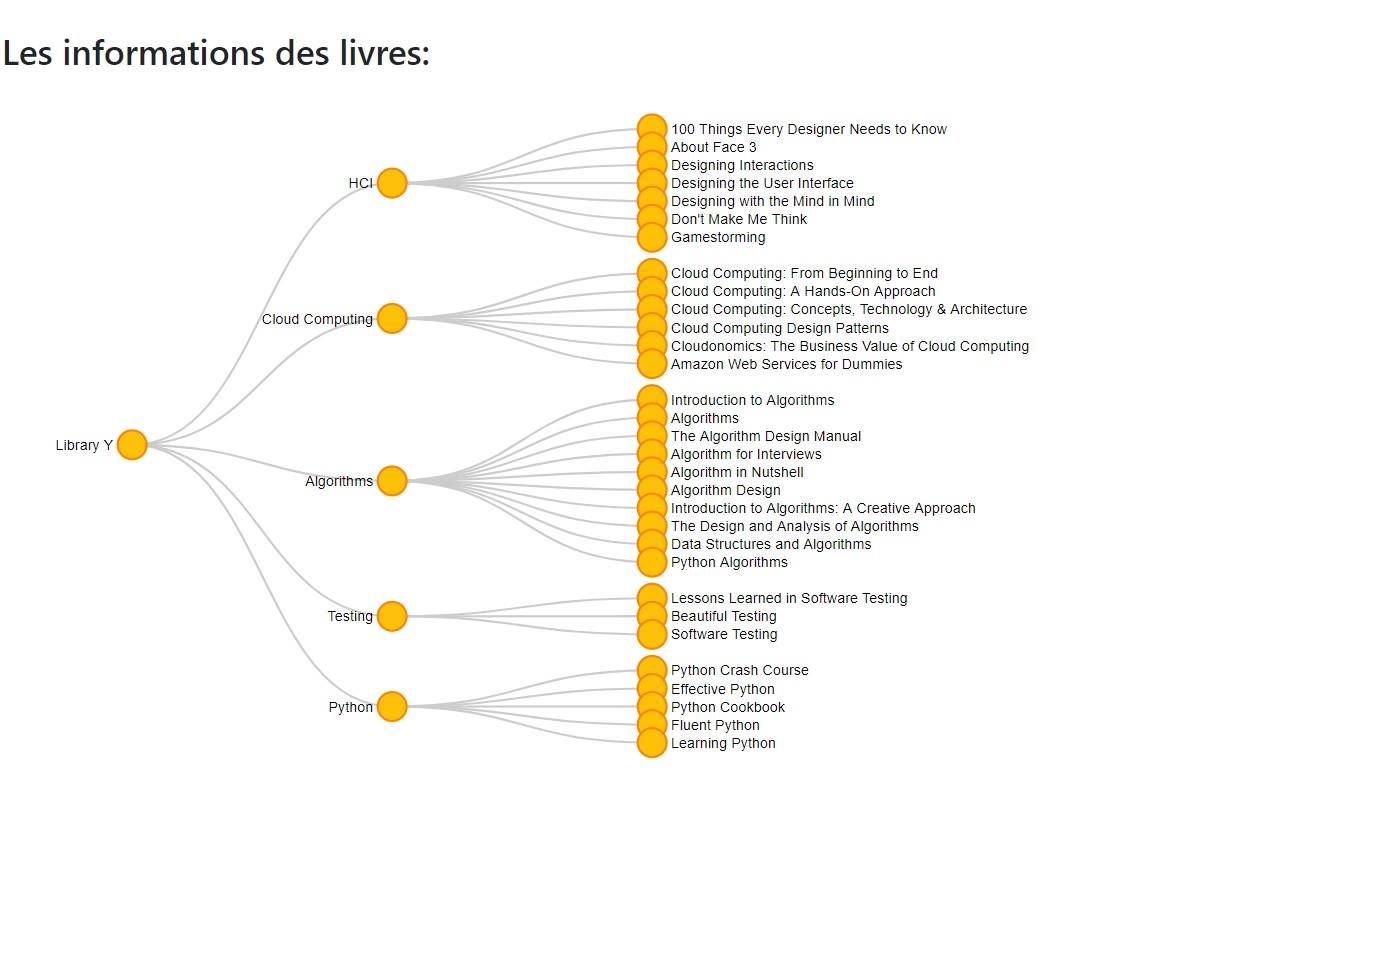 Les informations des livres:
Library Y
HCI
100 Things Every Designer Needs to Know
About Face 3
Designing Interactions
Designing the User Interface
Designing with the Mind in Mind
Don't Make Me Think
Gamestorming
Cloud Computing
Cloud Computing: From Beginning to End
Cloud Computing: A Hands-On Approach
Cloud Computing: Concepts, Technology & Architecture
Cloud Computing Design Patterns
Cloudonomics: The Business Value of Cloud Computing
Amazon Web Services for Dummies
Algorithms
Introduction to Algorithms
Algorithms
The Algorithm Design Manual
Algorithm for Interviews
Algorithm in Nutshell
Algorithm Design
Introduction to Algorithms: A Creative Approach
The Design and Analysis of Algorithms
Data Structures and Algorithms
Python Algorithms
Testing
Lessons Learned in Software Testing
Beautiful Testing
Software Testing
Python
Python Crash Course
Effective Python
Python Cookbook
Fluent Python
Learning Python